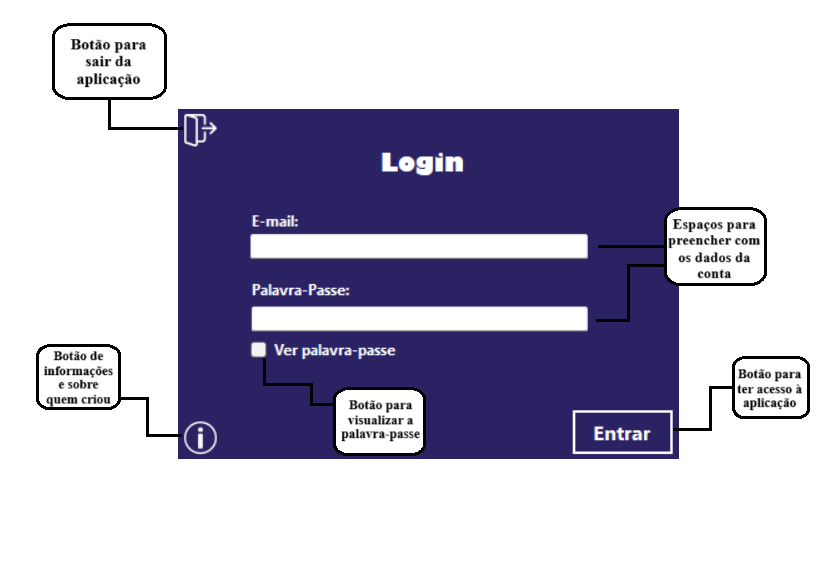 Botão para
sair da
aplicação
Login
E-mail:
Espaços para
preencher com
os dados da
conta
Palavra-Passe:
Ver palavra-passe
Botão de
informações
e sobre
quem criou
Botão para
visualizar a
palavra-passe
Botão para
ter acesso à
aplicação
Entrar